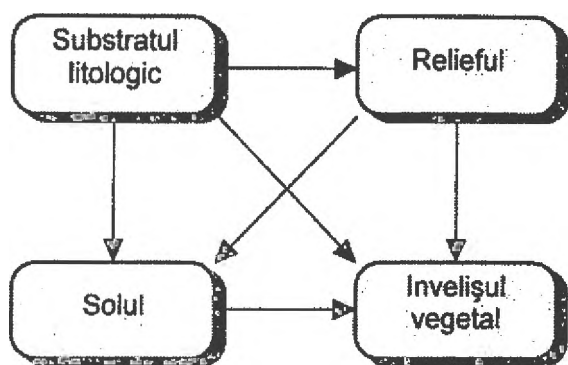 Substratul
litologic
Relieful
Solul
Invelişul
vegetal